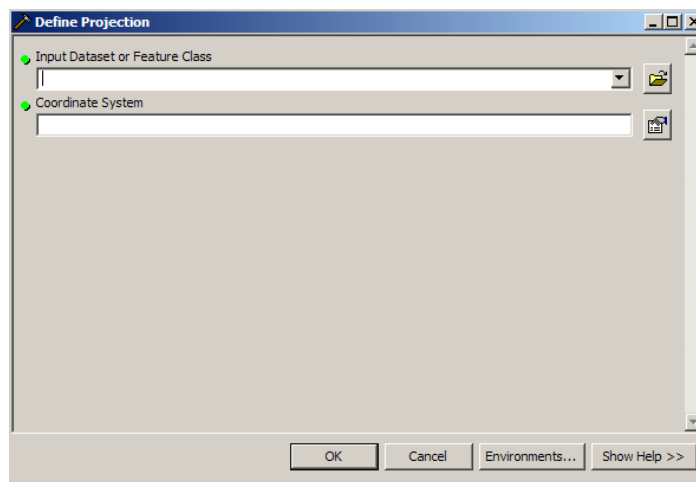 Define Projection
Input Dataset or Feature Class
Coordinate System
OK Cancel Environments... Show Help >>